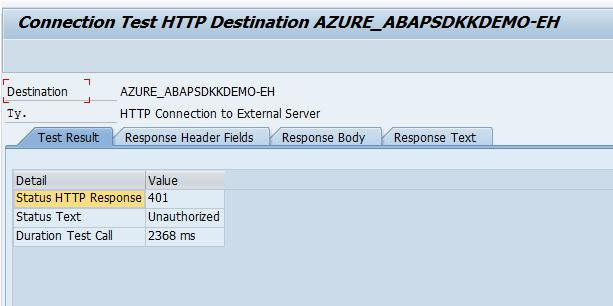 Connection Test HTTP Destination AZURE_ABAPSDKKDEMO-EH
Destination AZURE_ABAPSDKKDEMO-EH
Ty. HTTP Connection to External Server
Test Result Response Header Fields Response Body Response Text
Detail Value
Status HTTP Response 401
Status Text Unauthorized
Duration Test Call 2368 ms